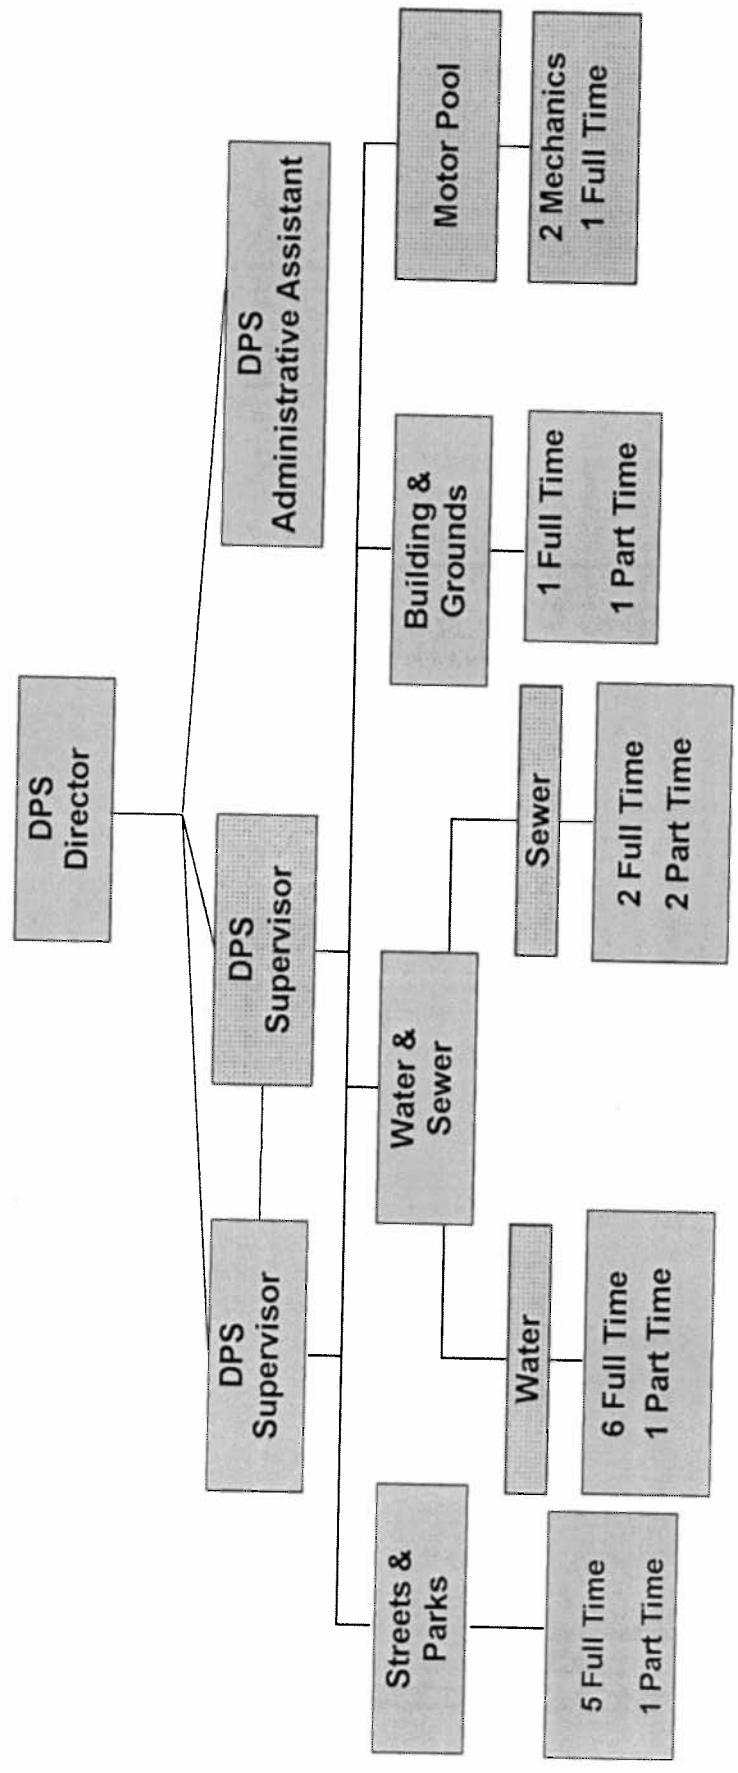 DPS
Director
DPS
Supervisor
DPS
Supervisor
DPS
Administrative Assistant
Streets &
Parks
Water &
Sewer
Building &
Grounds
Motor Pool
Water
Sewer
5 Full Time
1 Part Time
6 Full Time
1 Part Time
2 Full Time
2 Part Time
1 Full Time
1 Part Time
2 Mechanics
1 Full Time